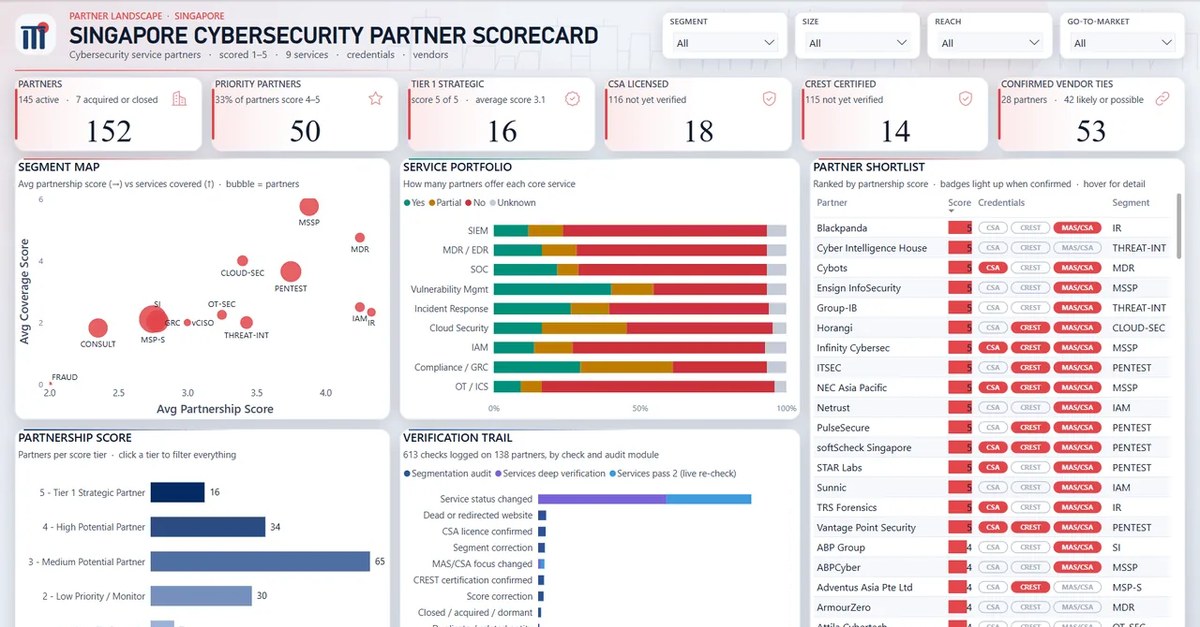 PARTNER LANDSCAPE · SINGAPORE
SINGAPORE CYBERSECURITY PARTNER SCORECARD
Cybersecurity service partners · scored 1–5 · 9 services · credentials · vendors
SEGMENT
All
SIZE
All
REACH
All
GO-TO-MARKET
All
PARTNERS
145 active · 7 acquired or closed
152
PRIORITY PARTNERS
33% of partners score 4–5
50
TIER 1 STRATEGIC
score 5 of 5 · average score 3.1
16
CSA LICENSED
116 not yet verified
18
CREST CERTIFIED
115 not yet verified
14
CONFIRMED VENDOR TIES
28 partners · 42 likely or possible
53
SEGMENT MAP
Avg partnership score (→) vs services covered (↑) · bubble = partners
Avg Coverage Score
6
4
2
0
MSSP
MDR
CLOUD-SEC
PENTEST
SI
OT-SEC
IAM
IR
GRC
vCISO
CONSULT
MSP-S
THREAT-INT
FRAUD
2.0
2.5
3.0
3.5
4.0
Avg Partnership Score
SERVICE PORTFOLIO
How many partners offer each core service
Yes Partial No Unknown
SIEM
MDR / EDR
SOC
Vulnerability Mgmt
Incident Response
Cloud Security
IAM
Compliance / GRC
OT / ICS
0% 50% 100%
PARTNERSHIP SCORE
Partners per score tier · click a tier to filter everything
5 - Tier 1 Strategic Partner 16
4 - High Potential Partner 34
3 - Medium Potential Partner 65
2 - Low Priority / Monitor 30
VERIFICATION TRAIL
613 checks logged on 138 partners, by check and audit module
Segmentation audit Services deep verification Services pass 2 (live re-check)
Service status changed
Dead or redirected website
CSA licence confirmed
Segment correction
MAS/CSA focus changed
CREST certification confirmed
Score correction
Closed / acquired / dormant
PARTNER SHORTLIST
Ranked by partnership score · badges light up when confirmed · hover for detail
Partner Score Credentials Segment
Blackpanda 5 CSA CREST MAS/CSA IR
Cyber Intelligence House 5 CSA CREST MAS/CSA THREAT-INT
Cybots 5 CSA CREST MAS/CSA MDR
Ensign InfoSecurity 5 CSA CREST MAS/CSA MSSP
Group-IB 5 CSA CREST MAS/CSA THREAT-INT
Horangi 5 CSA CREST MAS/CSA CLOUD-SEC
Infinity Cybersec 5 CSA CREST MAS/CSA MSSP
ITSEC 5 CSA CREST MAS/CSA PENTEST
NEC Asia Pacific 5 CSA CREST MAS/CSA MSSP
Netrust 5 CSA CREST MAS/CSA IAM
PulseSecure 5 CSA CREST MAS/CSA PENTEST
softScheck Singapore 5 CSA CREST MAS/CSA PENTEST
STAR Labs 5 CSA CREST MAS/CSA PENTEST
Sunnic 5 CSA CREST MAS/CSA IAM
TRS Forensics 5 CSA CREST MAS/CSA IR
Vantage Point Security 5 CSA CREST MAS/CSA PENTEST
ABP Group 4 CSA CREST MAS/CSA SI
ABPCyber 4 CSA CREST MAS/CSA MSSP
Adventus Asia Pte Ltd 4 CSA CREST MAS/CSA MSP-S
ArmourZero 4 CSA CREST MAS/CSA MDR